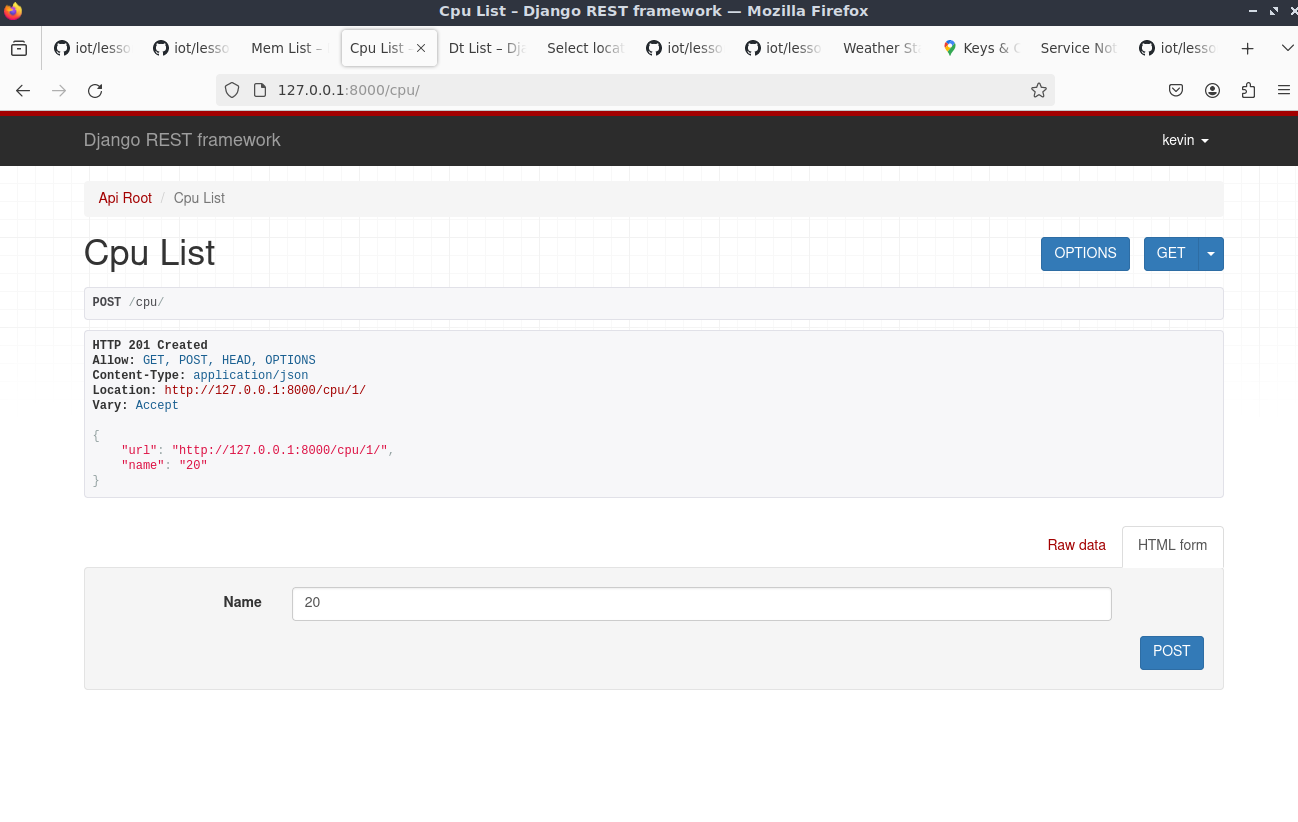 Cpu List – Django REST framework — Mozilla Firefox
iot/lesso iot/lesso Mem List – Cpu List – Dt List – Dj Select locat iot/lesso iot/lesso Weather St Keys & Service Not iot/lesso
127.0.0.1:8000/cpu/
Django REST framework kevin
Api Root / Cpu List
Cpu List OPTIONS GET
POST /cpu/
HTTP 201 Created
Allow: GET, POST, HEAD, OPTIONS
Content-Type: application/json
Location: http://127.0.0.1:8000/cpu/1/
Vary: Accept
{
    "url": "http://127.0.0.1:8000/cpu/1/",
    "name": "20"
}
Raw data HTML form
Name 20
POST